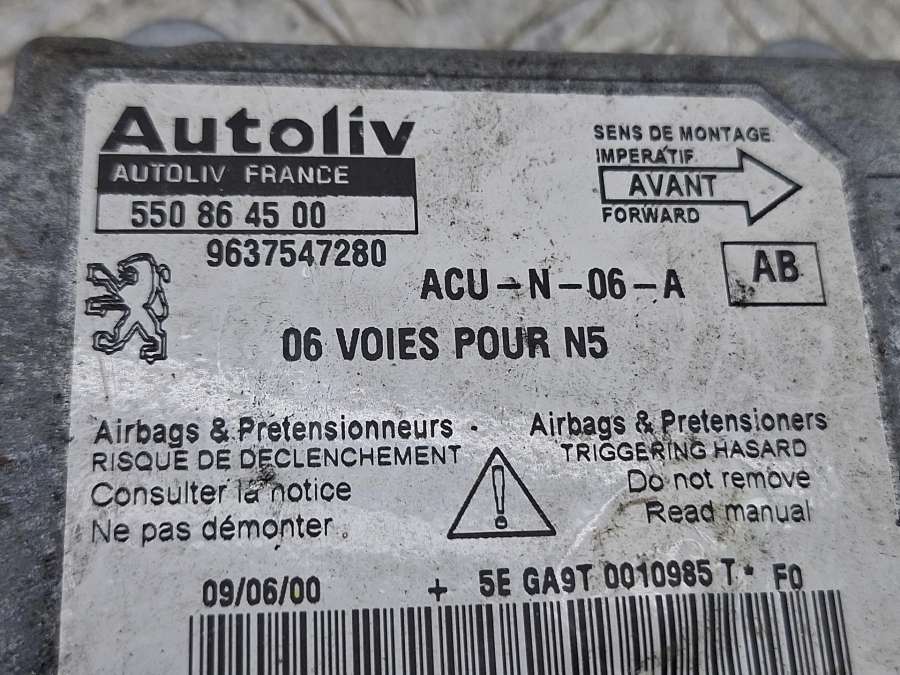 Autoliv
AUTOLIV FRANCE
550 86 45 00
9637547280
SENS DE MONTAGE
IMPERATIF
AVANT
FORWARD
ACU-N-06-A
AB
06 VOIES POUR N5
Airbags & Pretensionneurs -
RISQUE DE DECLENCHEMENT
Consulter la notice
Ne pas démonter
Airbags & Pretensioners
TRIGGERING HASARD
Do not remove
Read manual
09/06/00 + 5E GA9T 0010985 T* F0